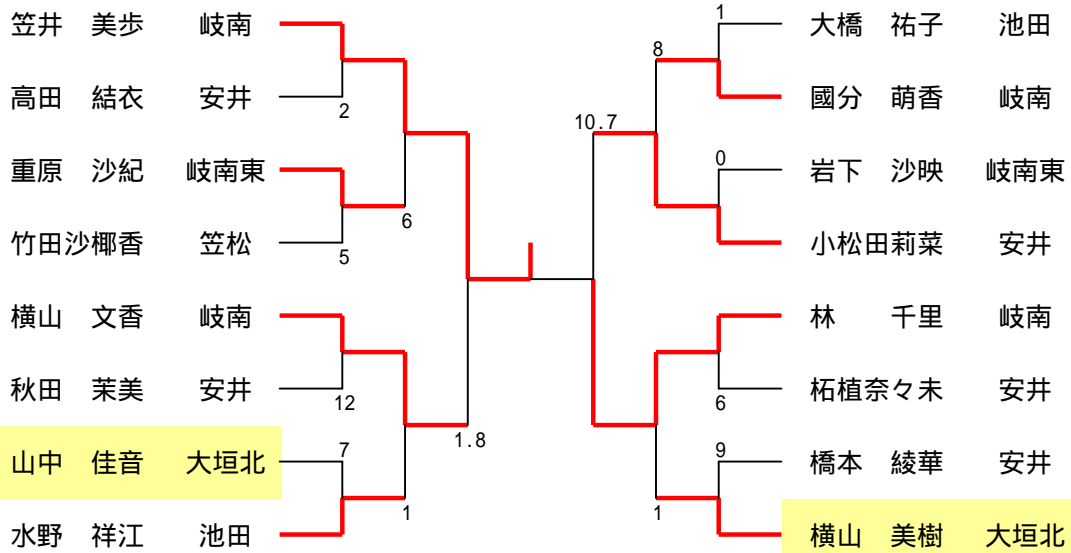 笠井 美歩 岐南
高田 結衣 安井
2
重原 沙紀 岐南東
6
竹田沙椰香 笠松
5
横山 文香 岐南
秋田 茉美 安井
12
1.8
山中 佳音 大垣北
7
水野 祥江 池田
1
1
大橋 祐子 池田
8
國分 萌香 岐南
10.7
0
岩下 沙映 岐南東
小松田莉菜 安井
林 千里 岐南
柘植奈々未 安井
6
9
橋本 綾華 安井
1
横山 美樹 大垣北